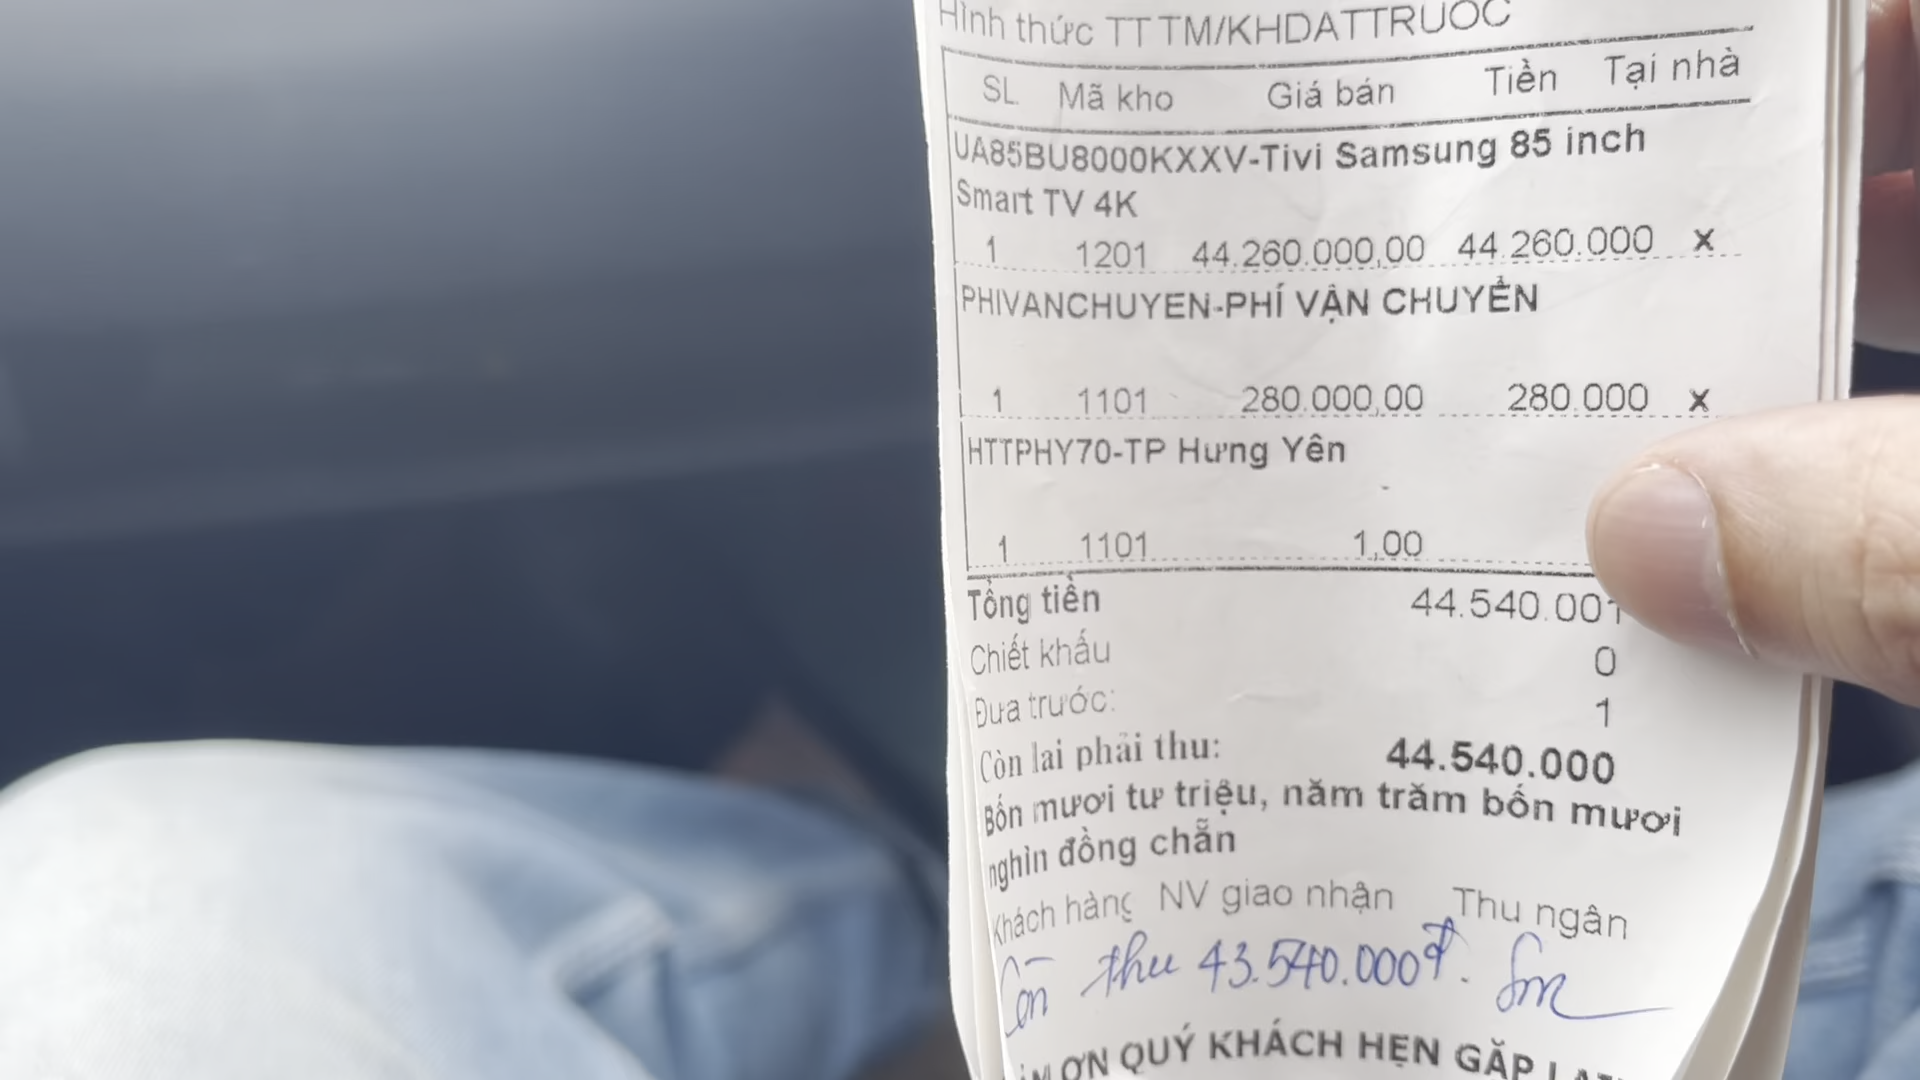 Hình thức TT TM/KHDATTRUOC
SL Mã kho Giá bán Tiền Tại nhà
UA85BU8000KXXV-Tivi Samsung 85 inch
Smart TV 4K
1 1201 44.260.000,00 44.260.000 x
PHIVANCHUYEN-PHÍ VẬN CHUYỂN
1 1101 280.000,00 280.000 x
HTTPHY70-TP Hưng Yên
1 1101 1,00
Tổng tiền 44.540.001
Chiết khấu 0
Đưa trước: 1
Còn lai phải thu: 44.540.000
Bốn mươi tư triệu, năm trăm bốn mươi
nghìn đồng chẵn
Khách hàng NV giao nhận Thu ngân
Còn thu 43.540.000đ.
ƠN QUÝ KHÁCH HẸN GẶP